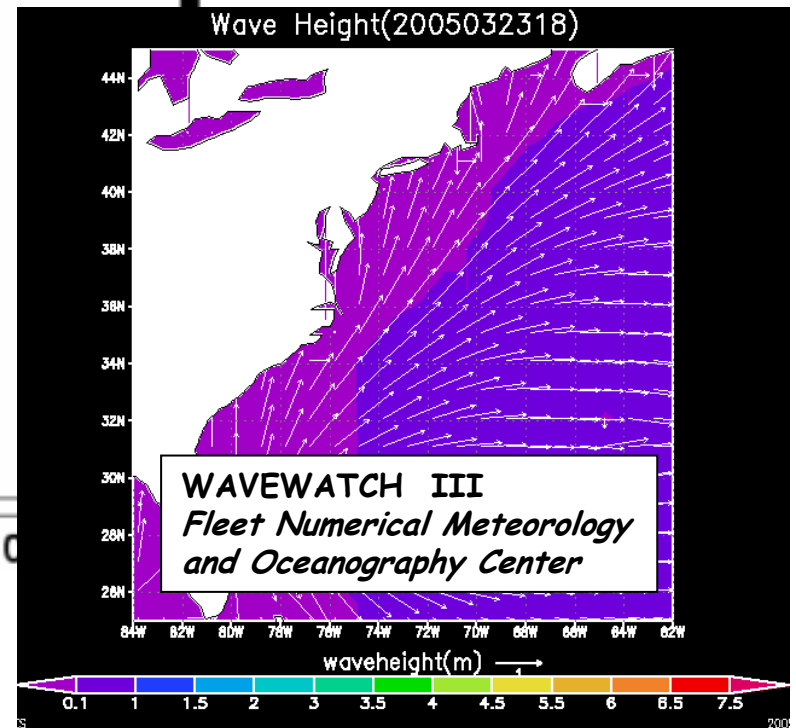 Wave Height(2005032318)
44N
42N
40N
38N
36N
34N
32N
30N
28N
26N
WAVEWATCH III
Fleet Numerical Meteorology
and Oceanography Center
84W 82W 80W 78W 76W 74W 72W 70W 68W 66W 64W 62W
waveheight(m) 1
0.1 1 1.5 2 3 3.5 4 4.5 5.5 6 6.5 7.5